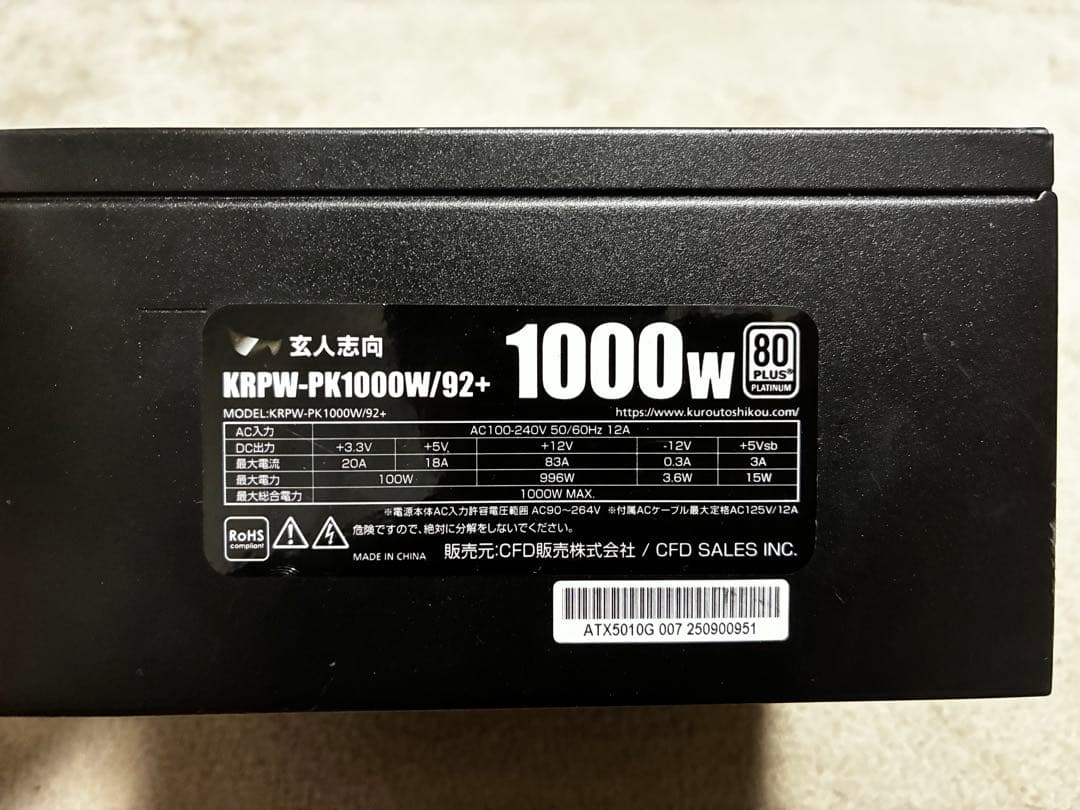 玄人志向
KRPW-PK1000W/92+
1000W
80
PLUS®
PLATINUM
MODEL:KRPW-PK1000W/92+
https://www.kuroutoshikou.com/
AC入力 AC100-240V 50/60Hz 12A
DC出力 +3.3V +5V +12V -12V +5Vsb
最大電流 20A 18A 83A 0.3A 3A
最大電力 100W 996W 3.6W 15W
最大総合電力 1000W MAX.
※電源本体AC入力許容電圧範囲 AC90~264V ※付属ACケーブル最大定格AC125V/12A
RoHS
compliant
危険ですので、絶対に分解をしないでください。
MADE IN CHINA
販売元:CFD販売株式会社 / CFD SALES INC.
ATX5010G 007 250900951